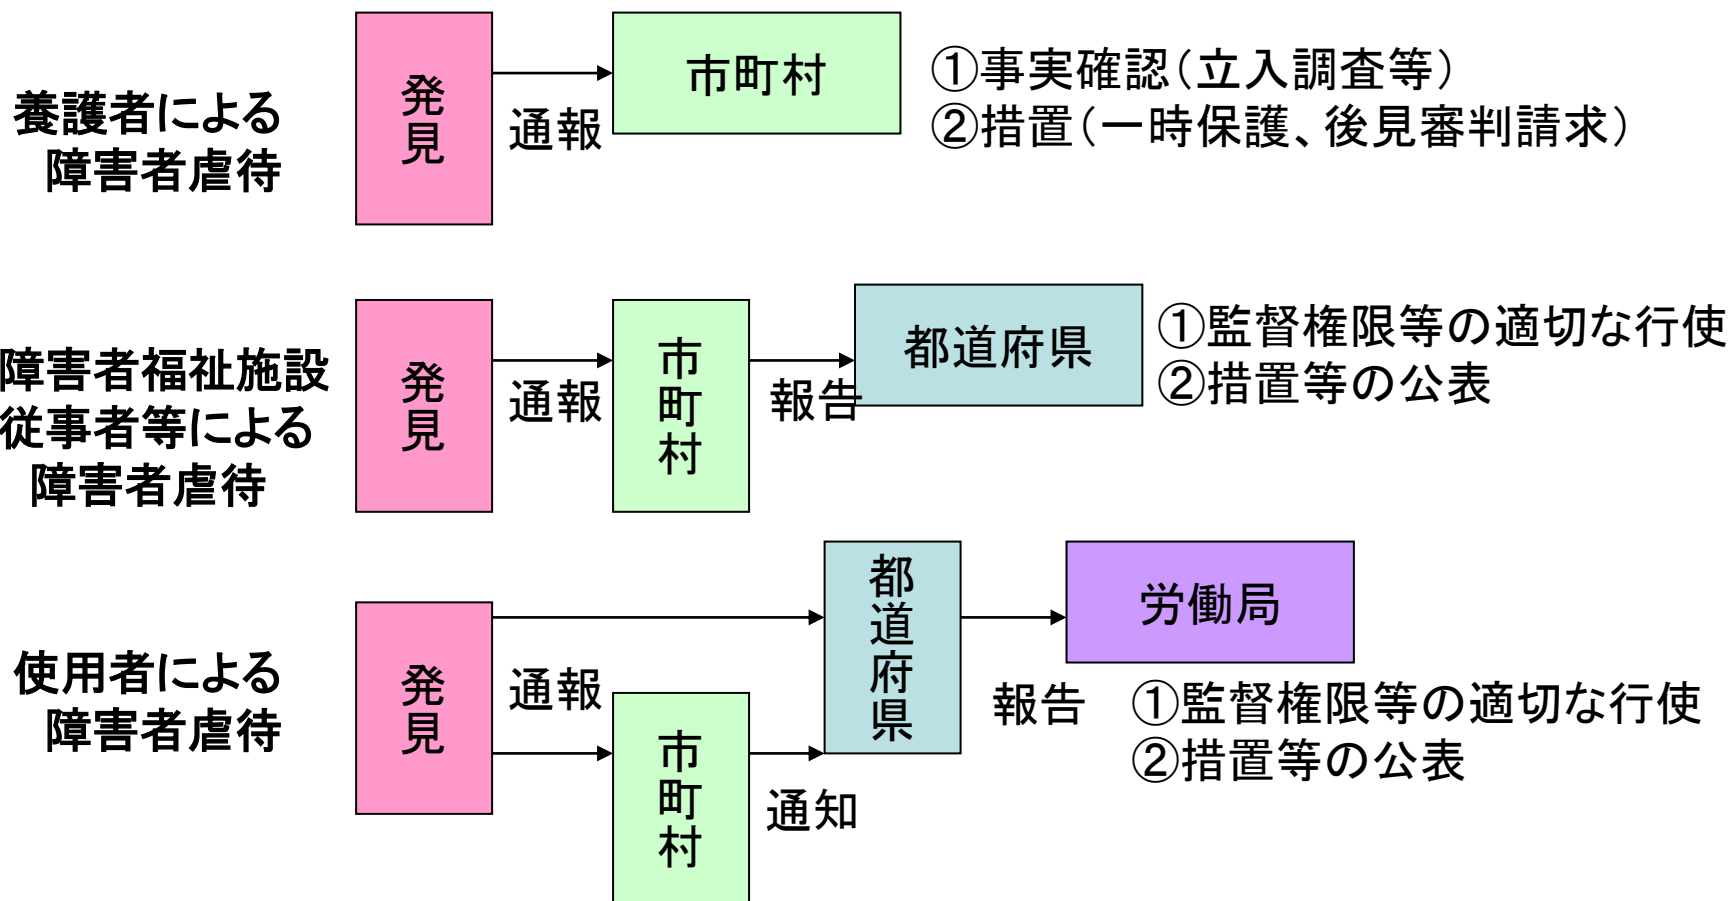 養護者による
障害者虐待
発見
通報
市町村
①事実確認（立入調査等）
②措置（一時保護、後見審判請求）
障害者福祉施設
従事者等による
障害者虐待
発見
通報
市町村
報告
都道府県
①監督権限等の適切な行使
②措置等の公表
使用者による
障害者虐待
発見
通報
市町村
通知
都道府県
報告
労働局
①監督権限等の適切な行使
②措置等の公表